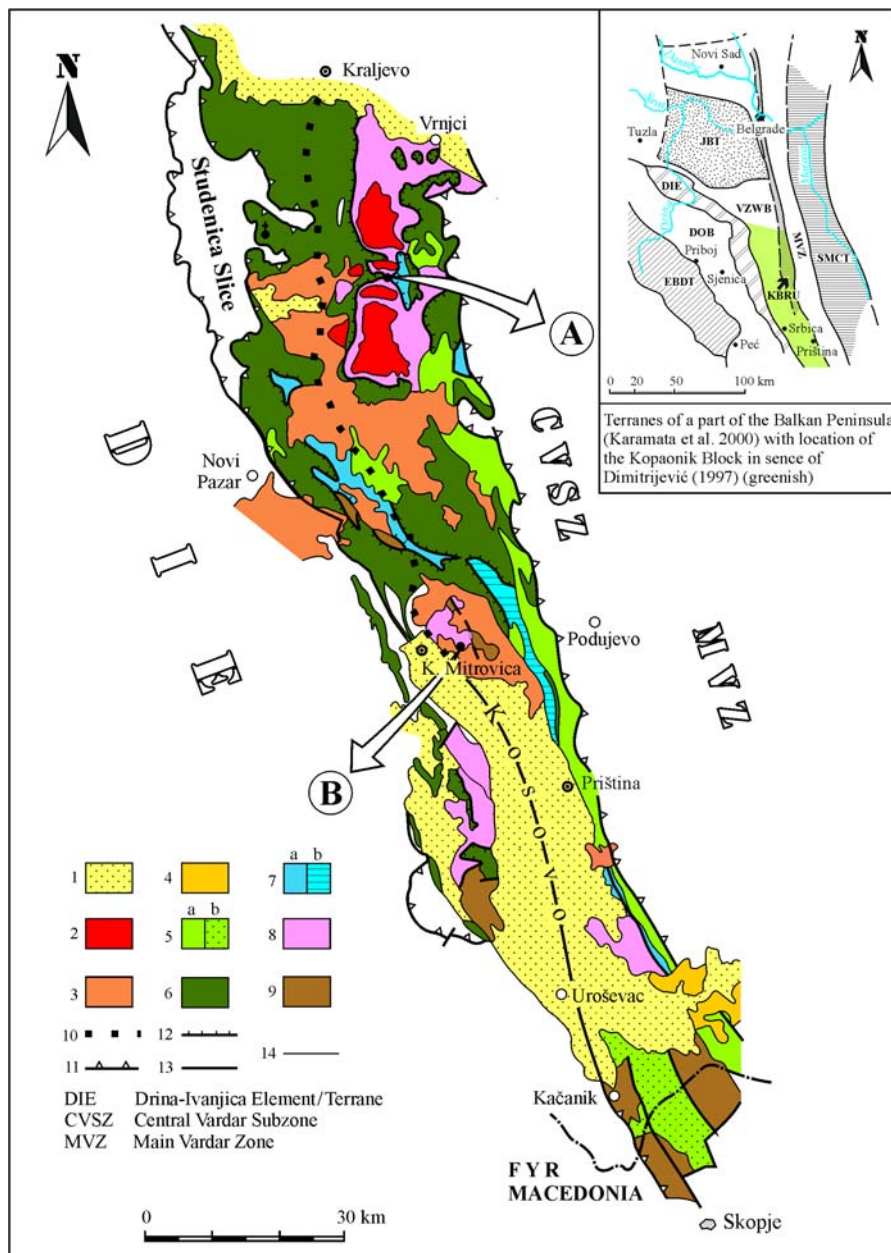 N
Kraljevo
Vrnjci
Studenica Slice
A
Novi
Pazar
D I E
CVSZ
MVZ
Podujevo
K. Mitrovica
Kosovo
B
Priština
Uroševac
Kačanik
F Y R
MACEDONIA
Skopje
N
Novi Sad
Danube
Tuzla
Belgrade
JBT
Morava
DIE
VZWB
Drina
DOB
MVZ
SMCT
Priboj
EBDT
Sjenica
KBRU
Srbica
Peć
Priština
0 20 50 100 km
Terranes of a part of the Balkan Peninsula
(Karamata et al. 2000) with location of
the Kopaonik Block in sence of
Dimitrijević (1997) (greenish)
1 4 7 a b
2 5 a b 8
3 6 9
10 12
11 13 14
DIE Drina-Ivanjica Element/Terrane
CVSZ Central Vardar Subzone
MVZ Main Vardar Zone
0 30 km